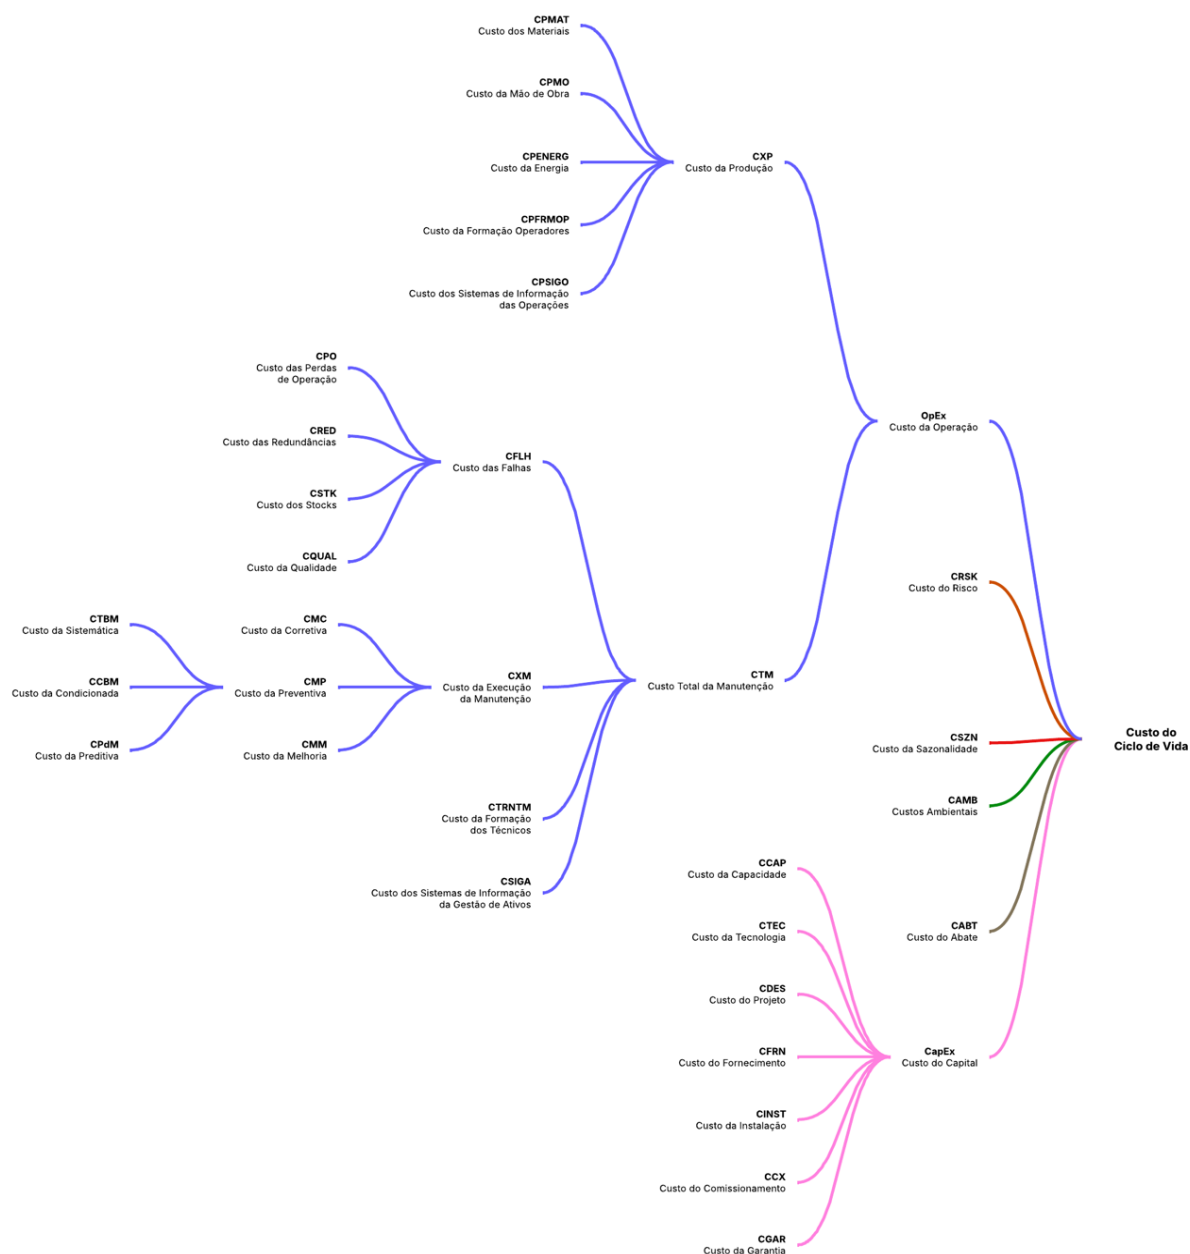 CPMAT
Custo dos Materiais
CPMO
Custo da Mão de Obra
CPENERG
Custo da Energia
CXP
Custo da Produção
CPFRMOP
Custo da Formação Operadores
CPSIGO
Custo dos Sistemas de Informação
das Operações
CPO
Custo das Perdas
de Operação
OpEx
Custo da Operação
CRED
Custo das Redundâncias
CFLH
Custo das Falhas
CSTK
Custo dos Stocks
CQUAL
Custo da Qualidade
CRSK
Custo do Risco
CTBM
Custo da Sistemática
CMC
Custo da Corretiva
CCBM
Custo da Condicionada
CMP
Custo da Preventiva
CXM
Custo da Execução
da Manutenção
CTM
Custo Total da Manutenção
CPdM
Custo da Preditiva
CMM
Custo da Melhoria
CSZN
Custo da Sazonalidade
Custo do
Ciclo de Vida
CTRNTM
Custo da Formação
dos Técnicos
CAMB
Custos Ambientais
CSIGA
Custo dos Sistemas de Informação
da Gestão de Ativos
CCAP
Custo da Capacidade
CTEC
Custo da Tecnologia
CABT
Custo do Abate
CDES
Custo do Projeto
CFRN
Custo do Fornecimento
CapEx
Custo do Capital
CINST
Custo da Instalação
CCX
Custo do Comissionamento
CGAR
Custo da Garantia